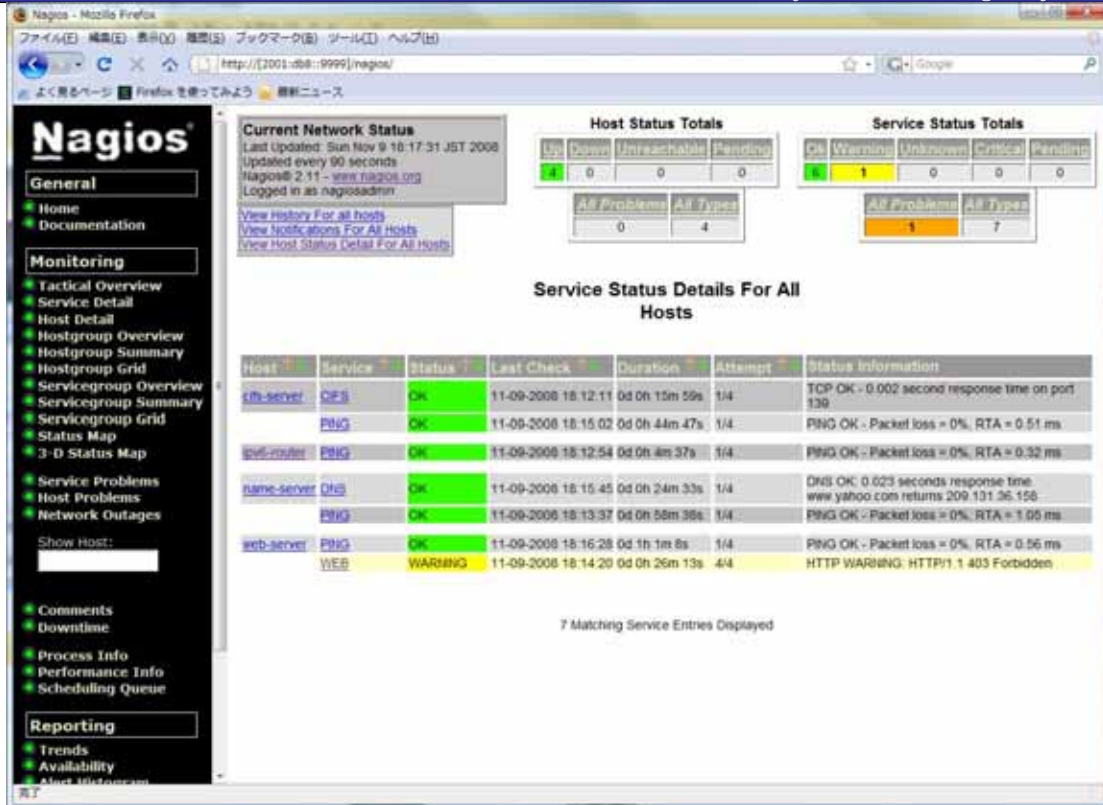 Nagios - Mozilla Firefox
ファイル(F) 編集(E) 表示(V) 履歴(S) ブックマーク(B) ツール(T) ヘルプ(H)
http://[2001:db8::9999]/nagios/
Google
よく見るページ Firefox を使ってみよう 最新ニュース
Nagios
General
Home
Documentation
Monitoring
Tactical Overview
Service Detail
Host Detail
Hostgroup Overview
Hostgroup Summary
Hostgroup Grid
Servicegroup Overview
Servicegroup Summary
Servicegroup Grid
Status Map
3-D Status Map
Service Problems
Host Problems
Network Outages
Show Host:
Comments
Downtime
Process Info
Performance Info
Scheduling Queue
Reporting
Trends
Availability
Alert Histogram
完了
Current Network Status
Last Updated: Sun Nov 9 18:17:31 JST 2008
Updated every 90 seconds
Nagios® 2.11 - www.nagios.org
Logged in as nagiosadmin
View History For all hosts
View Notifications For All Hosts
View Host Status Detail For All Hosts
Host Status Totals
Up Down Unreachable Pending
4 0 0 0
All Problems All Types
0 4
Service Status Totals
Ok Warning Unknown Critical Pending
6 1 0 0 0
All Problems All Types
1 7
Service Status Details For All
Hosts
Host Service Status Last Check Duration Attempt Status Information
cifs-server CIFS OK 11-09-2008 18:12:11 0d 0h 15m 59s 1/4 TCP OK - 0.002 second response time on port
139
PING OK 11-09-2008 18:15:02 0d 0h 44m 47s 1/4 PING OK - Packet loss = 0%, RTA = 0.51 ms
ipv6-router PING OK 11-09-2008 18:12:54 0d 0h 4m 37s 1/4 PING OK - Packet loss = 0%, RTA = 0.32 ms
name-server DNS OK 11-09-2008 18:15:45 0d 0h 24m 33s 1/4 DNS OK: 0.023 seconds response time.
www.yahoo.com returns 209.131.36.158
PING OK 11-09-2008 18:13:37 0d 0h 58m 36s 1/4 PING OK - Packet loss = 0%, RTA = 1.05 ms
web-server PING OK 11-09-2008 18:16:28 0d 1h 1m 8s 1/4 PING OK - Packet loss = 0%, RTA = 0.56 ms
WEB WARNING 11-09-2008 18:14:20 0d 0h 26m 13s 4/4 HTTP WARNING: HTTP/1.1 403 Forbidden
7 Matching Service Entries Displayed